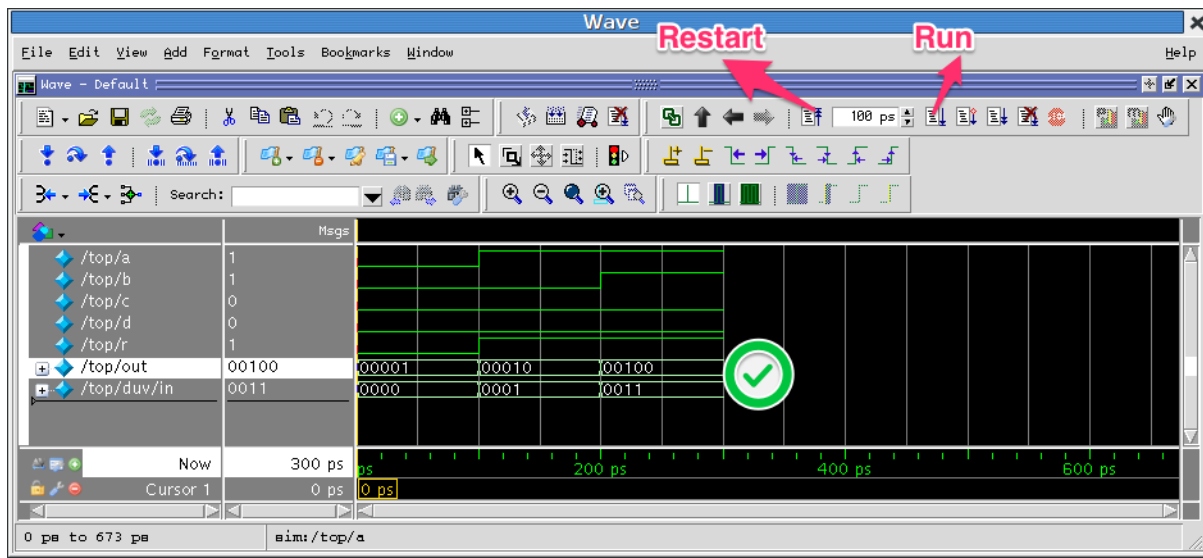 Wave
Restart
Run
File Edit View Add Format Tools Bookmarks Window
Help
Wave - Default
100 ps
Search:
Msgs
/top/a 1
/top/b 1
/top/c 0
/top/d 0
/top/r 1
/top/out 00100 00001 00010 00100
/top/duv/in 0011 0000 0001 0011
Now 300 ps ps 200 ps 400 ps 600 ps
Cursor 1 0 ps 0 ps
0 ps to 673 ps sim:/top/a